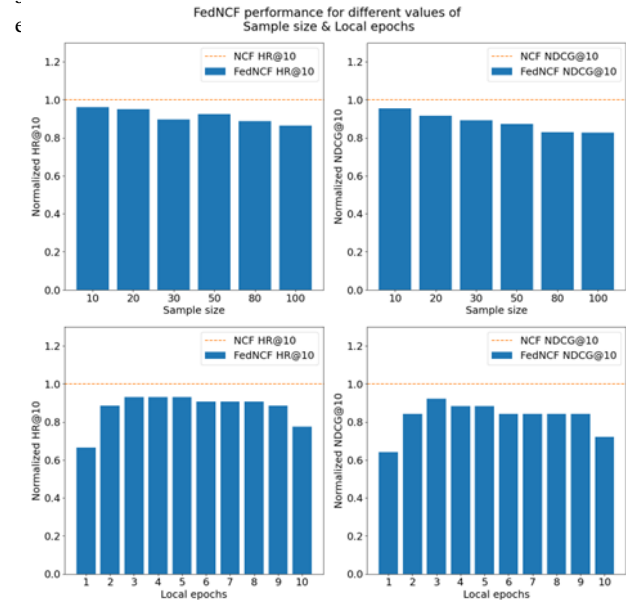 FedNCF performance for different values of
Sample size & Local epochs
NCF HR@10
FedNCF HR@10
Normalized HR@10
1.2
1.0
0.8
0.6
0.4
0.2
0.0
10 20 30 50 80 100
Sample size
NCF NDCG@10
FedNCF NDCG@10
Normalized NDCG@10
1.2
1.0
0.8
0.6
0.4
0.2
0.0
10 20 30 50 80 100
Sample size
NCF HR@10
FedNCF HR@10
Normalized HR@10
1.2
1.0
0.8
0.6
0.4
0.2
0.0
1 2 3 4 5 6 7 8 9 10
Local epochs
NCF NDCG@10
FedNCF NDCG@10
Normalized NDCG@10
1.2
1.0
0.8
0.6
0.4
0.2
0.0
1 2 3 4 5 6 7 8 9 10
Local epochs